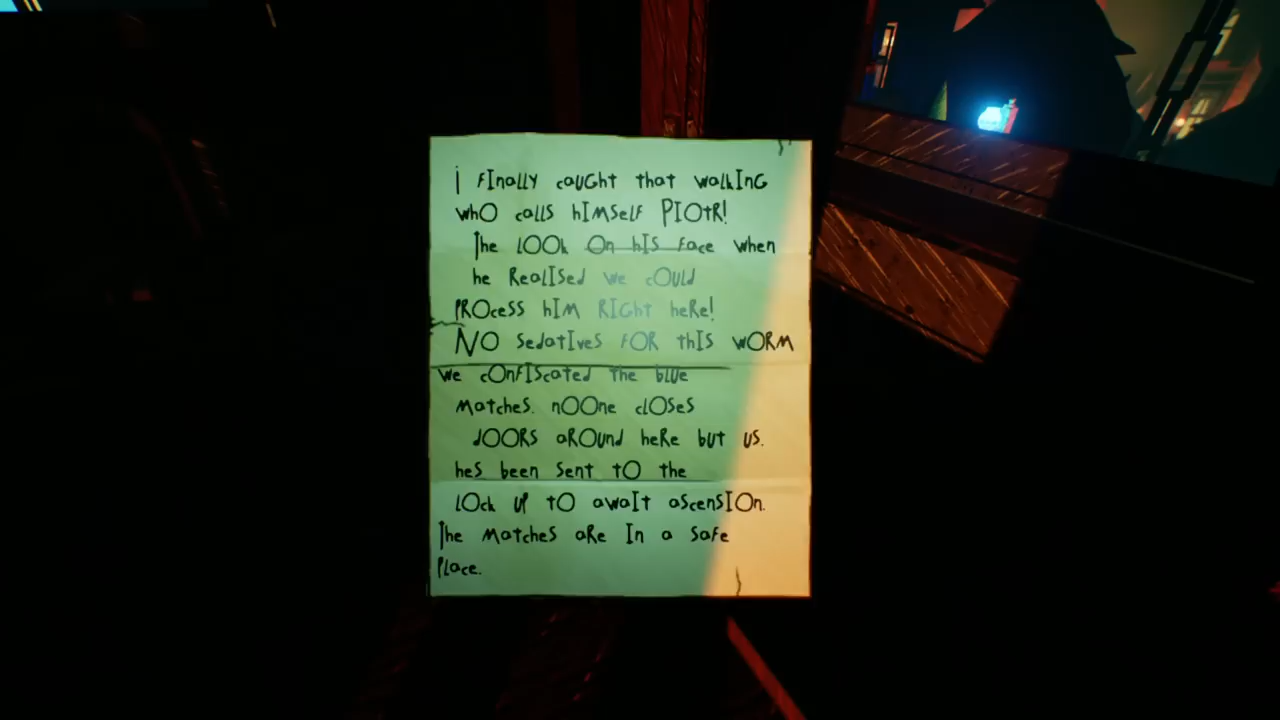 i finally caught that walking
who calls himself PIOtR!
The look on his face when
he Realised we could
PROcess him Right heRe!
NO sedatives FOR this wORM
we confiscated the blue
Matches. noone closes
dOORs aROund heRe but us.
hes been sent to the
lock up to await ascension.
The Matches aRe In a safe
Place.